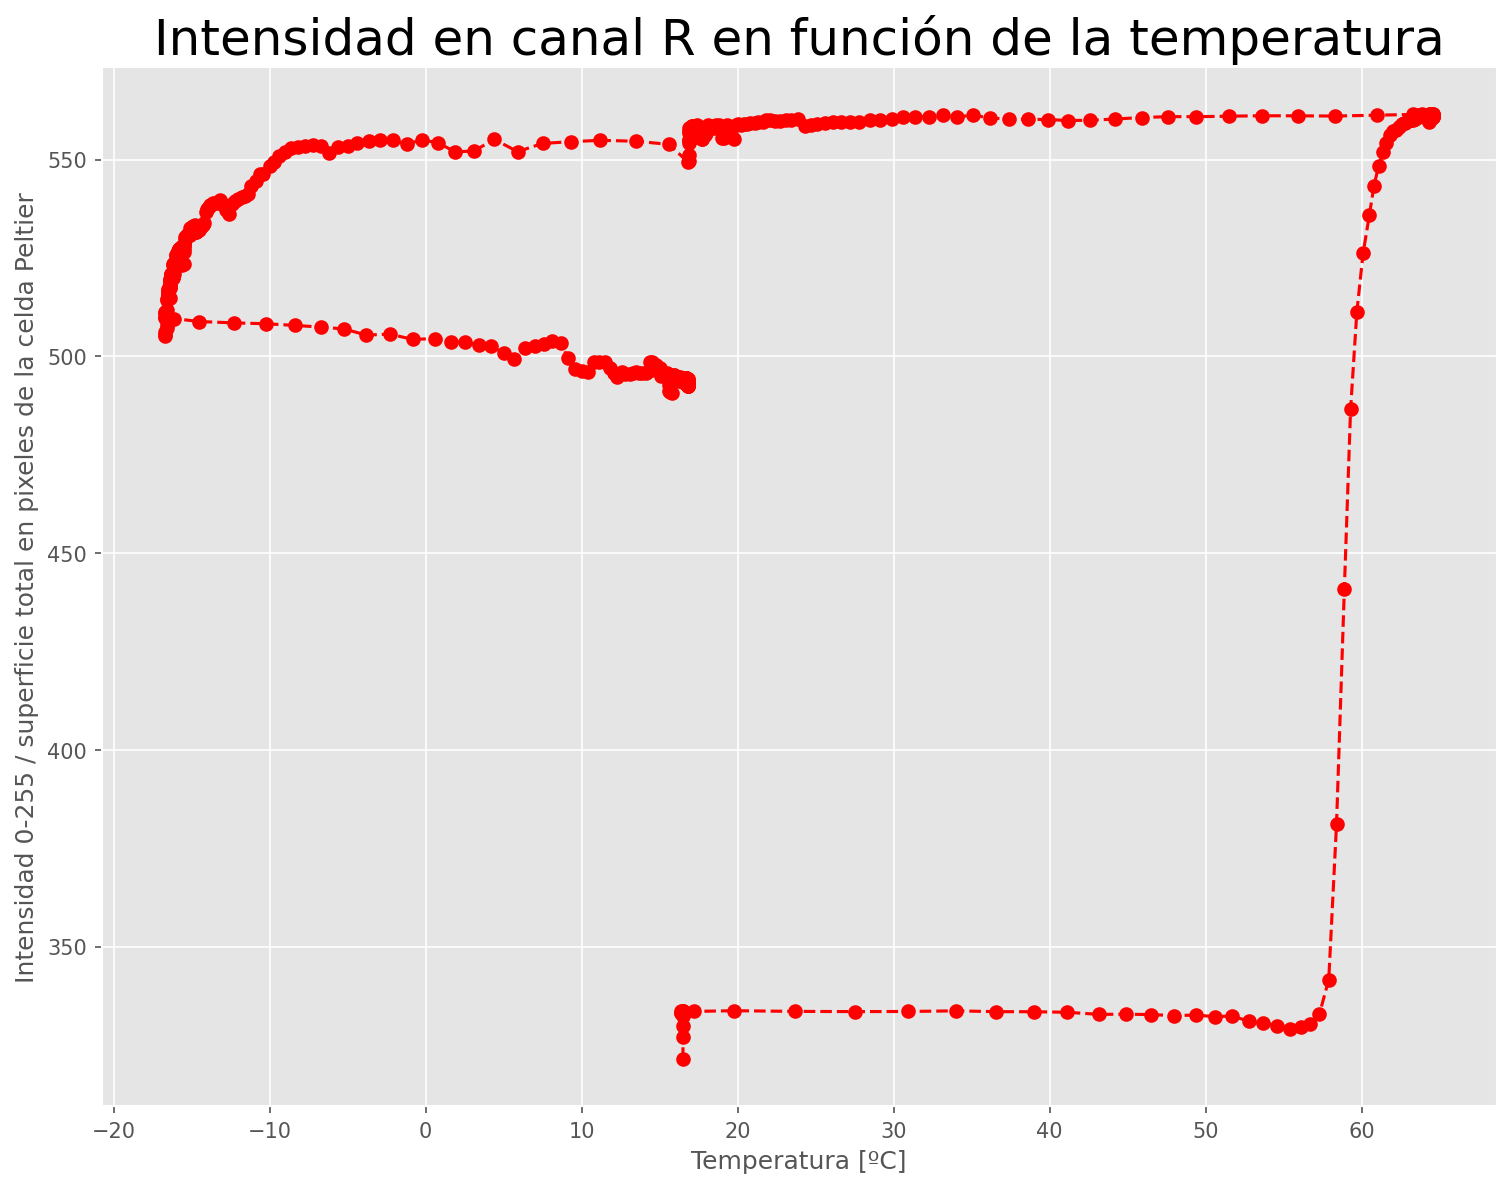 Intensidad en canal R en función de la temperatura
Intensidad 0-255 / superficie total en pixeles de la celda Peltier
550
500
450
400
350
−20 −10 0 10 20 30 40 50 60
Temperatura [ºC]